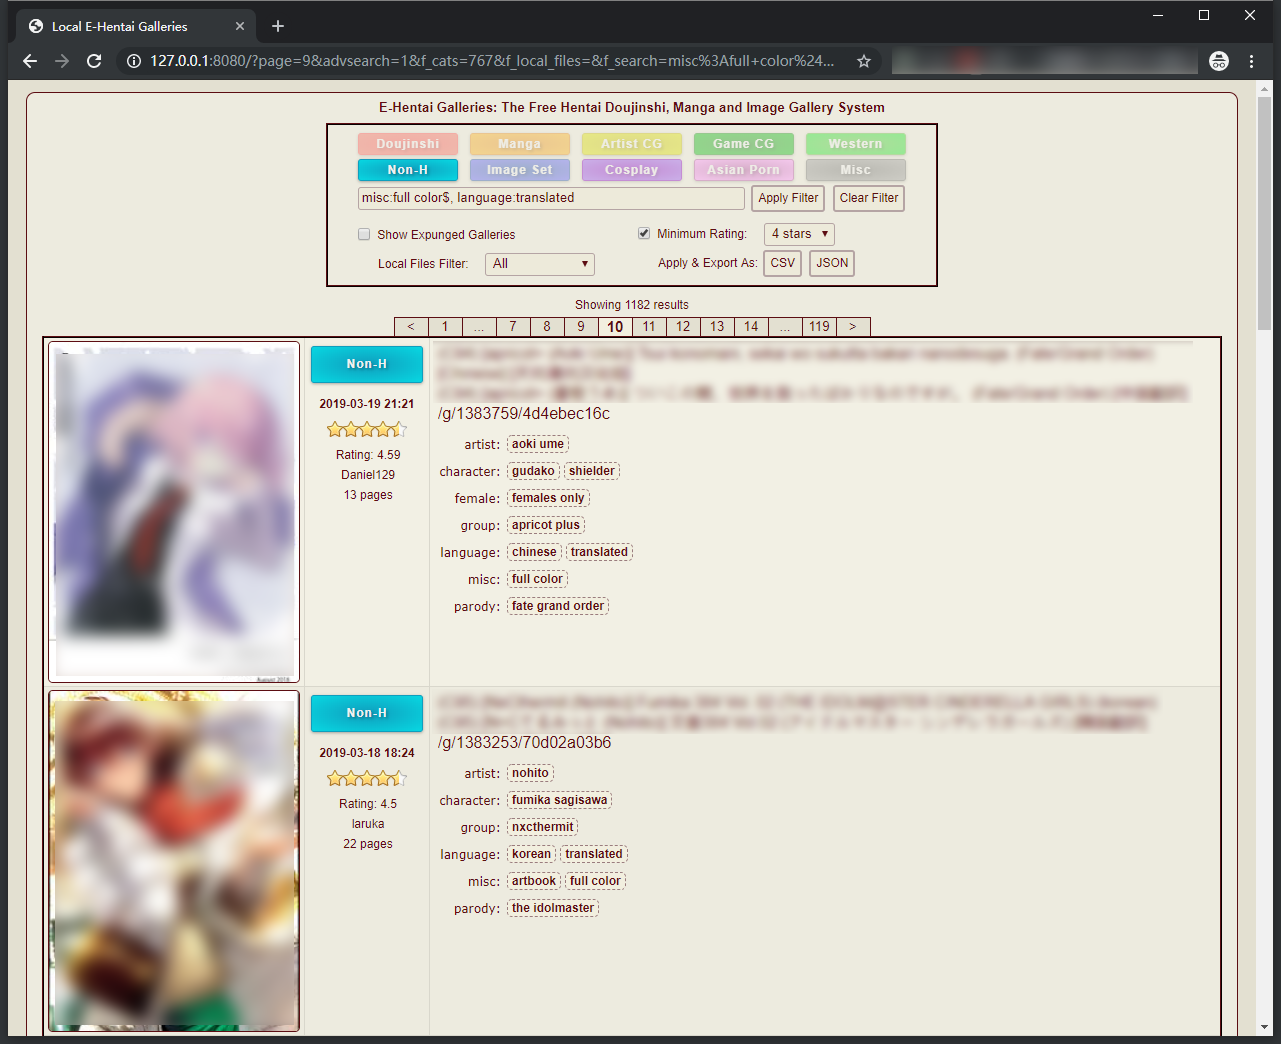 Local E-Hentai Galleries
127.0.0.1:8080/?page=9&advsearch=1&f_cats=767&f_local_files=&f_search=misc%3Afull+color%24...
E-Hentai Galleries: The Free Hentai Doujinshi, Manga and Image Gallery System
Doujinshi Manga Artist CG Game CG Western
Non-H Image Set Cosplay Asian Porn Misc
misc:full color$, language:translated Apply Filter Clear Filter
Show Expunged Galleries Minimum Rating: 4 stars
Local Files Filter: All Apply & Export As: CSV JSON
Showing 1182 results
< 1 ... 7 8 9 10 11 12 13 14 ... 119 >
Non-H
2019-03-19 21:21
Rating: 4.59
Daniel129
13 pages
/g/1383759/4d4ebec16c
artist: aoki ume
character: gudako shielder
female: females only
group: apricot plus
language: chinese translated
misc: full color
parody: fate grand order
Non-H
2019-03-18 18:24
Rating: 4.5
laruka
22 pages
/g/1383253/70d02a03b6
artist: nohito
character: fumika sagisawa
group: nxcthermit
language: korean translated
misc: artbook full color
parody: the idolmaster